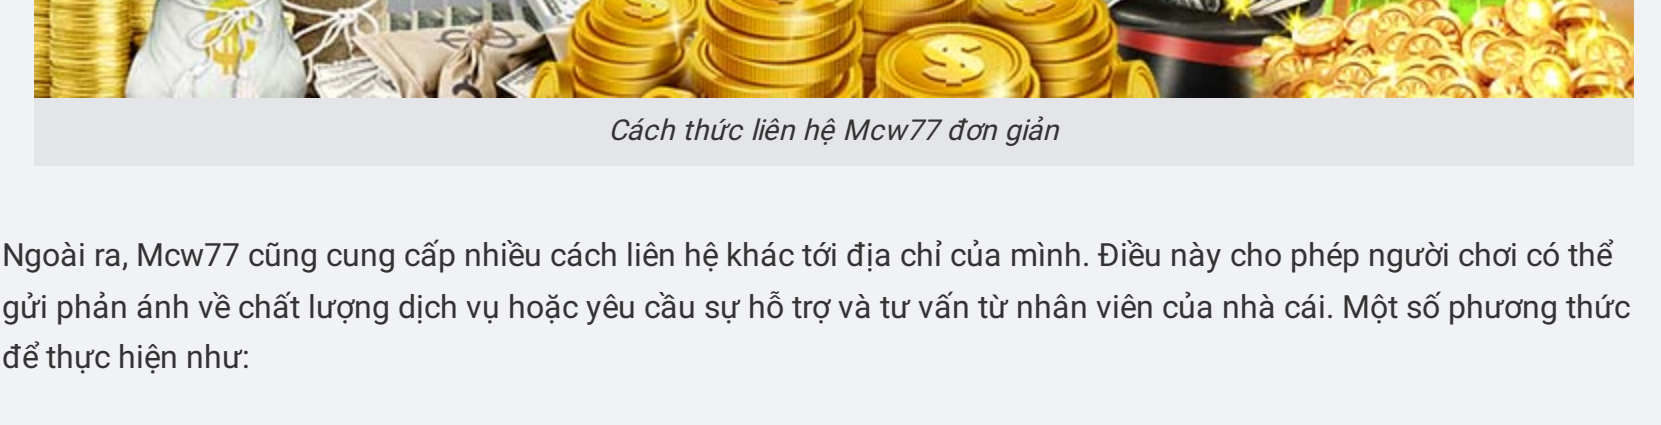 Cách thức liên hệ Mcw77 đơn giản
Ngoài ra, Mcw77 cũng cung cấp nhiều cách liên hệ khác tới địa chỉ của mình. Điều này cho phép người chơi có thể
gửi phản ánh về chất lượng dịch vụ hoặc yêu cầu sự hỗ trợ và tư vấn từ nhân viên của nhà cái. Một số phương thức
để thực hiện như: